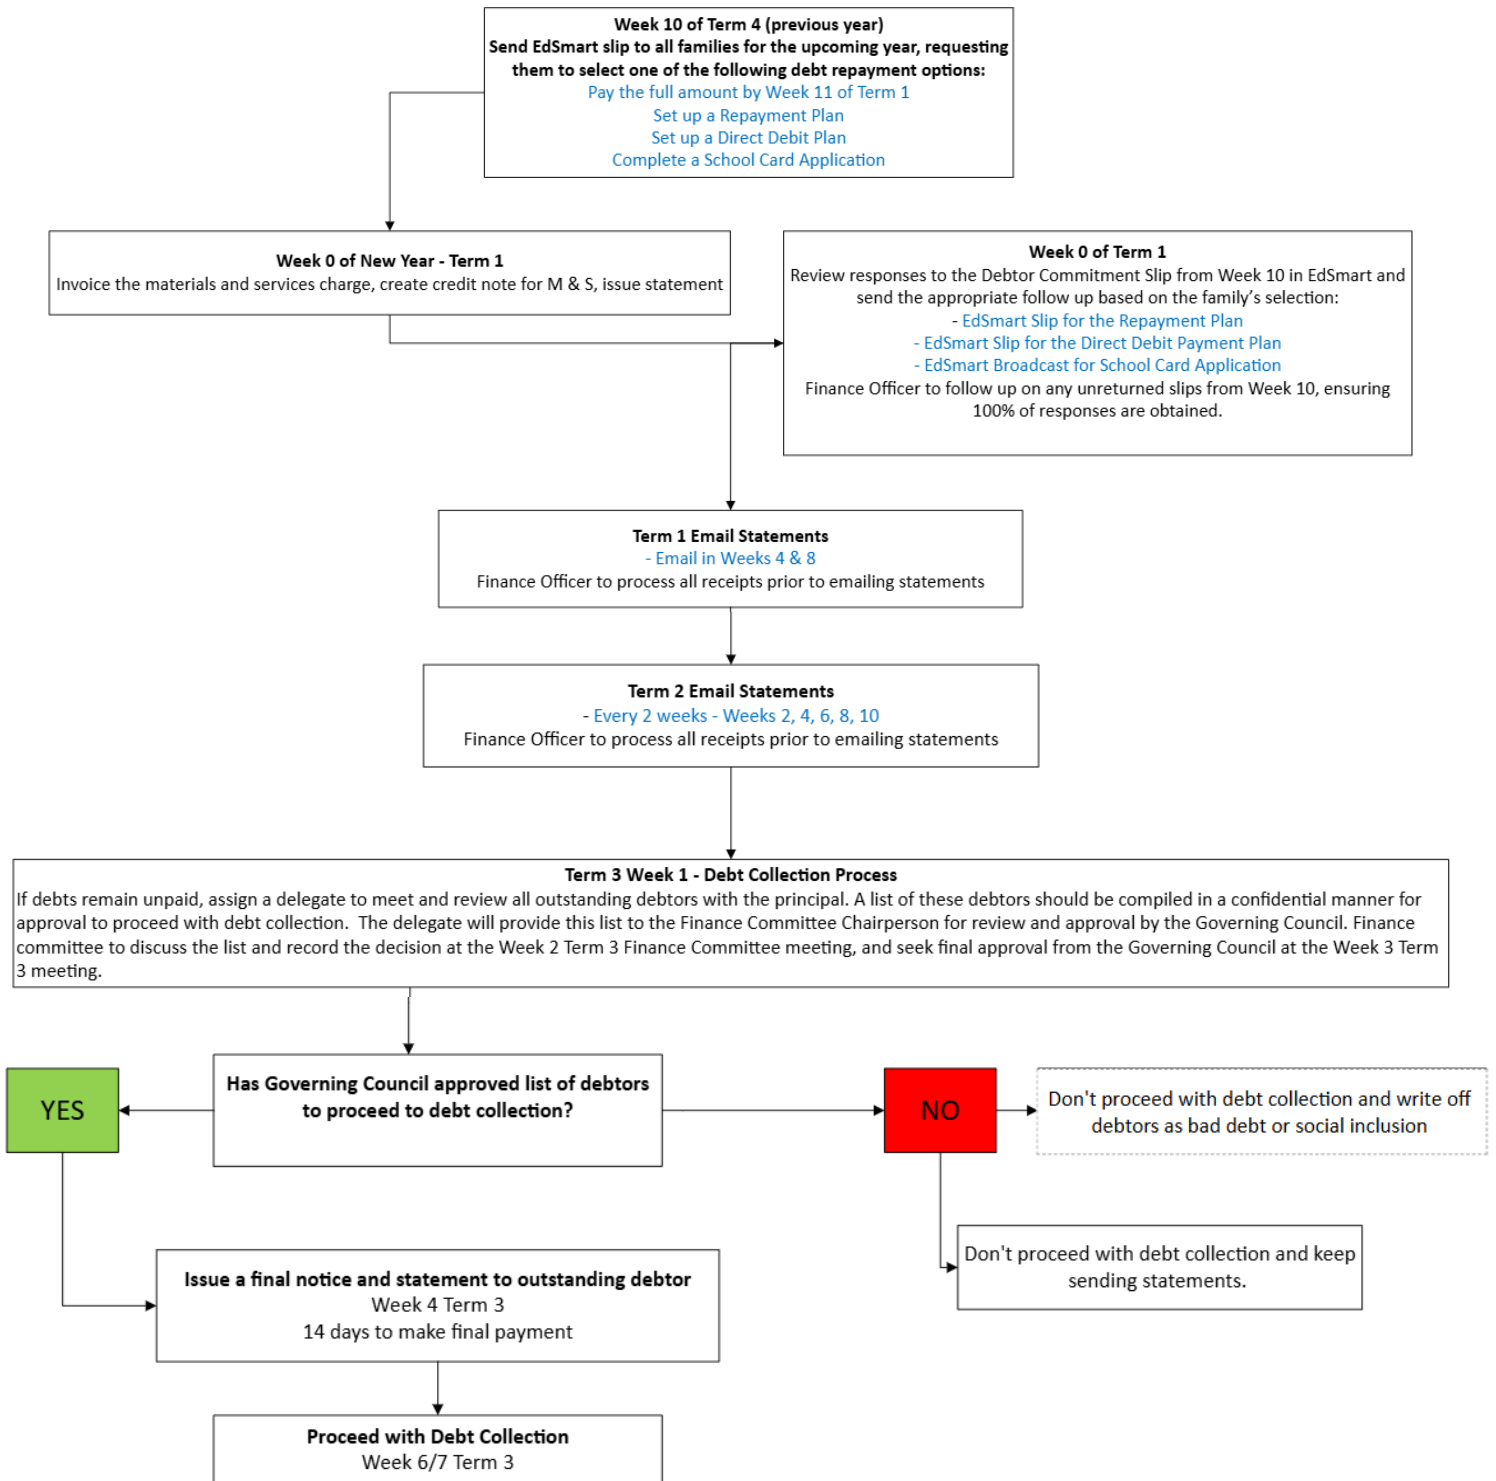 Week 10 of Term 4 (previous year)
Send EdSmart slip to all families for the upcoming year, requesting
them to select one of the following debt repayment options:
Pay the full amount by Week 11 of Term 1
Set up a Repayment Plan
Set up a Direct Debit Plan
Complete a School Card Application
Week 0 of New Year - Term 1
Invoice the materials and services charge, create credit note for M & S, issue statement
Week 0 of Term 1
Review responses to the Debtor Commitment Slip from Week 10 in EdSmart and
send the appropriate follow up based on the family's selection:
- EdSmart Slip for the Repayment Plan
- EdSmart Slip for the Direct Debit Payment Plan
- EdSmart Broadcast for School Card Application
Finance Officer to follow up on any unreturned slips from Week 10, ensuring
100% of responses are obtained.
Term 1 Email Statements
- Email in Weeks 4 & 8
Finance Officer to process all receipts prior to emailing statements
Term 2 Email Statements
- Every 2 weeks - Weeks 2, 4, 6, 8, 10
Finance Officer to process all receipts prior to emailing statements
Term 3 Week 1 - Debt Collection Process
If debts remain unpaid, assign a delegate to meet and review all outstanding debtors with the principal. A list of these debtors should be compiled in a confidential manner for
approval to proceed with debt collection.  The delegate will provide this list to the Finance Committee Chairperson for review and approval by the Governing Council. Finance
committee to discuss the list and record the decision at the Week 2 Term 3 Finance Committee meeting, and seek final approval from the Governing Council at the Week 3 Term
3 meeting.
Has Governing Council approved list of debtors
to proceed to debt collection?
YES
NO
Don't proceed with debt collection and write off
debtors as bad debt or social inclusion
Don't proceed with debt collection and keep
sending statements.
Issue a final notice and statement to outstanding debtor
Week 4 Term 3
14 days to make final payment
Proceed with Debt Collection
Week 6/7 Term 3